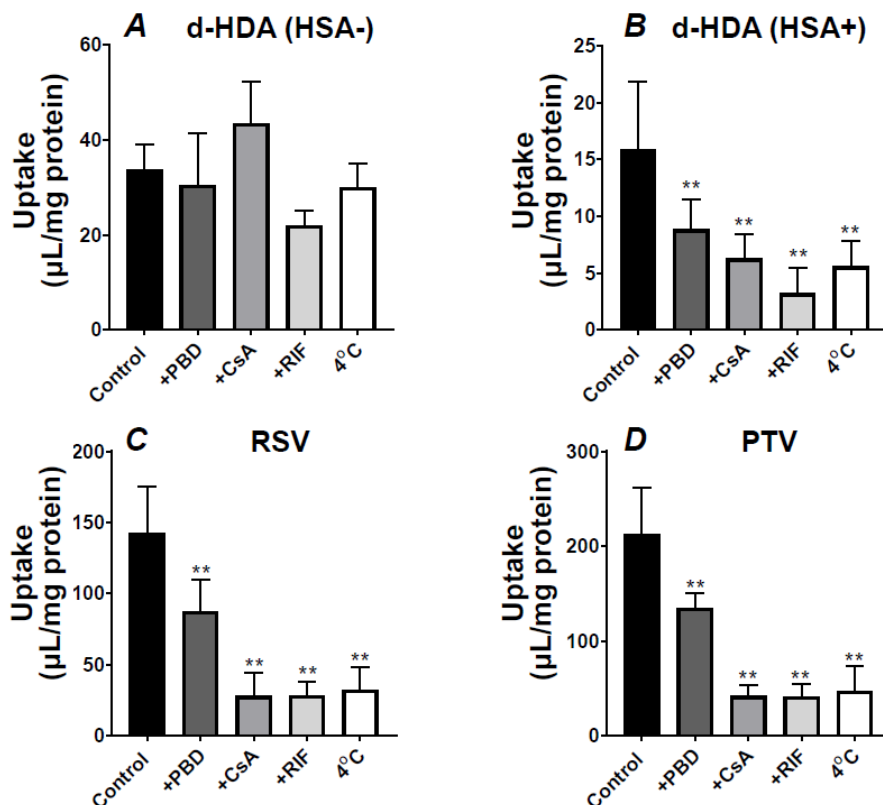 A d-HDA (HSA-)
Uptake
(µL/mg protein)
60
40
20
0
Control
+PBD
+CsA
+RIF
4°C
B d-HDA (HSA+)
Uptake
(µL/mg protein)
25
20
15
10
5
0
**
**
**
**
Control
+PBD
+CsA
+RIF
4°C
C RSV
Uptake
(µL/mg protein)
200
150
100
50
0
**
**
**
**
Control
+PBD
+CsA
+RIF
4°C
D PTV
Uptake
(µL/mg protein)
300
200
100
0
**
**
**
**
Control
+PBD
+CsA
+RIF
4°C